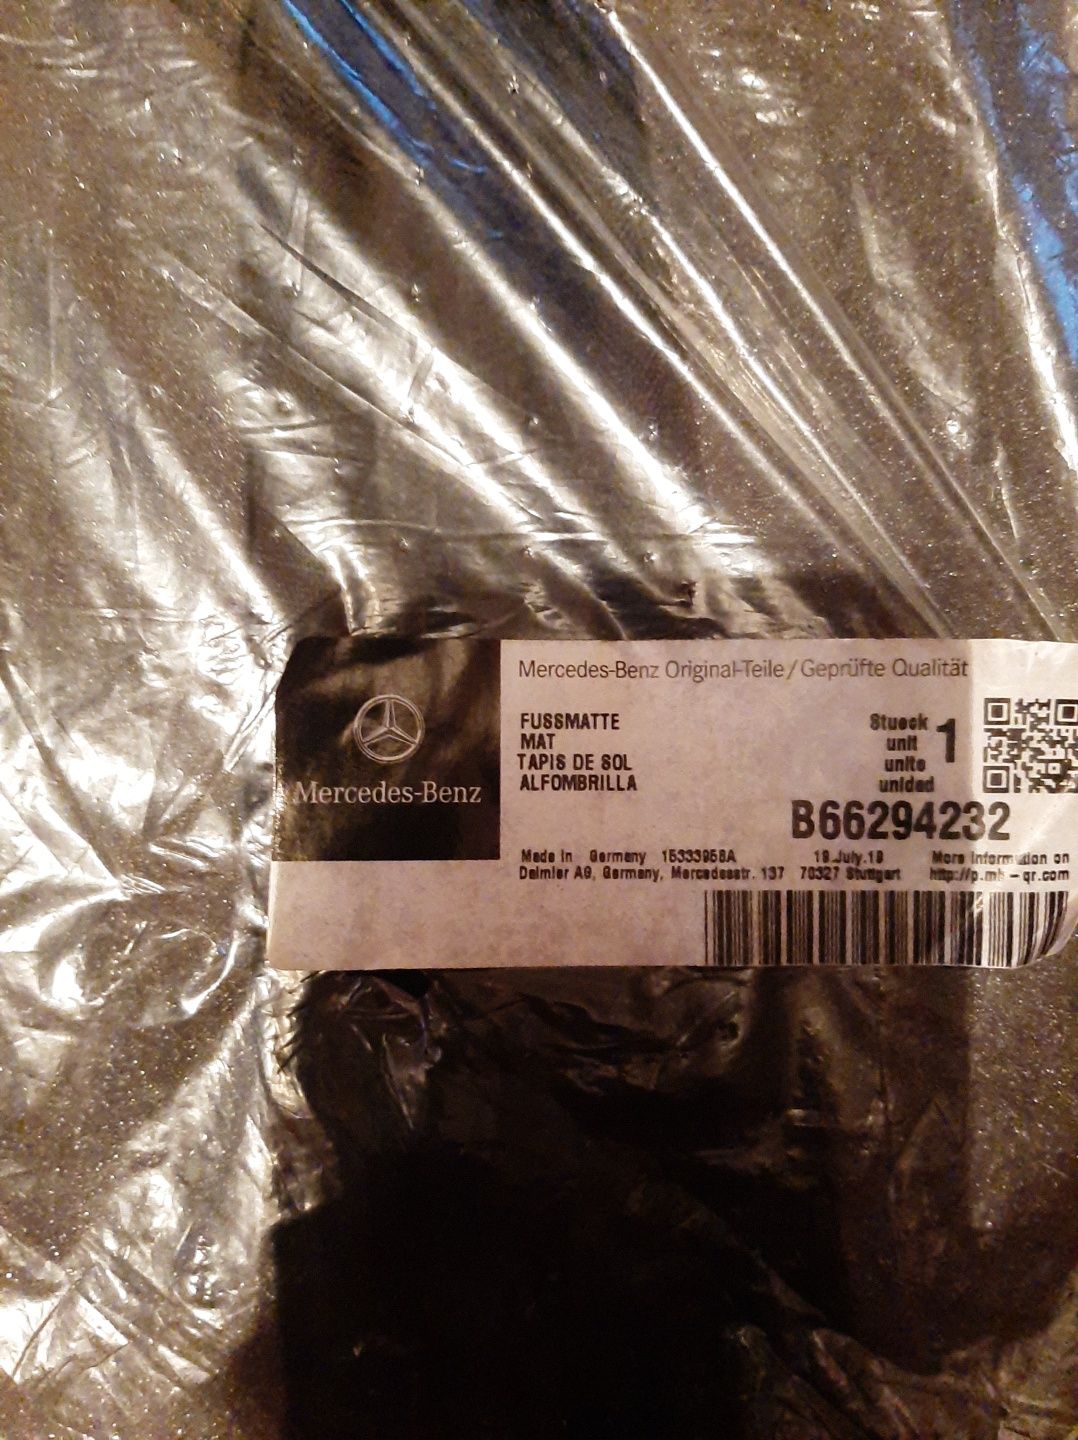 Mercedes-Benz
Mercedes-Benz Original-Teile / Geprüfte Qualität
FUSSMATTE
MAT
TAPIS DE SOL
ALFOMBRILLA
Stueck
unit
unite
unidad
1
B66294232
Made in Germany 15333958A 19.July.19 More information on
Daimler AG, Germany, Mercedesstr. 137 70327 Stuttgart http://p.mb-qr.com